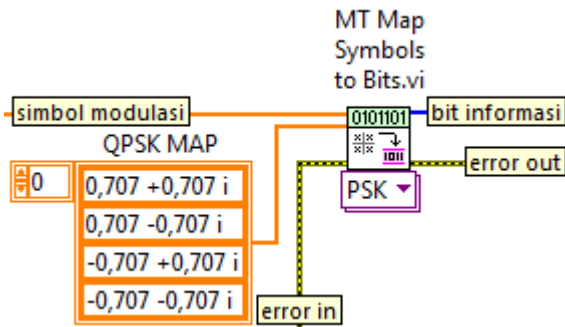 MT Map
Symbols
to Bits.vi
simbol modulasi
0101101
bit informasi
QPSK MAP
1011
error out
0
0,707 +0,707 i
PSK
0,707 -0,707 i
-0,707 +0,707 i
-0,707 -0,707 i
error in